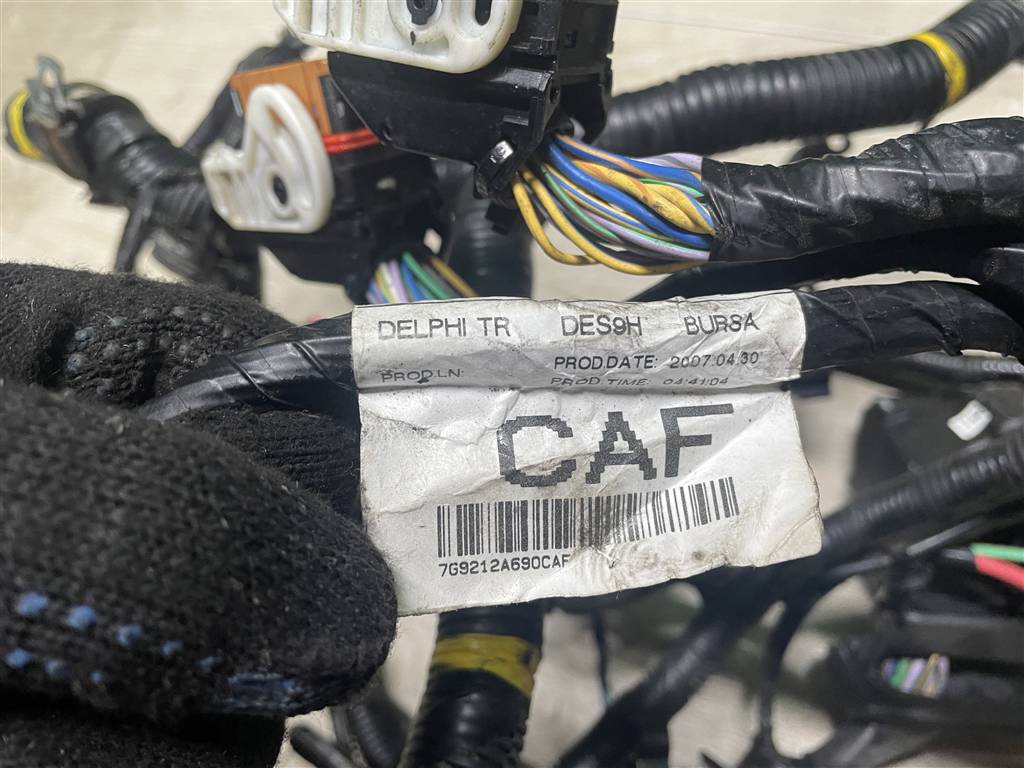 DELPHI TR DES9H BURSA
PROD.DATE: 2007.04.30
PROD.LN: PROD TIME: 04:41:04
CAF
7G9212A690CAF